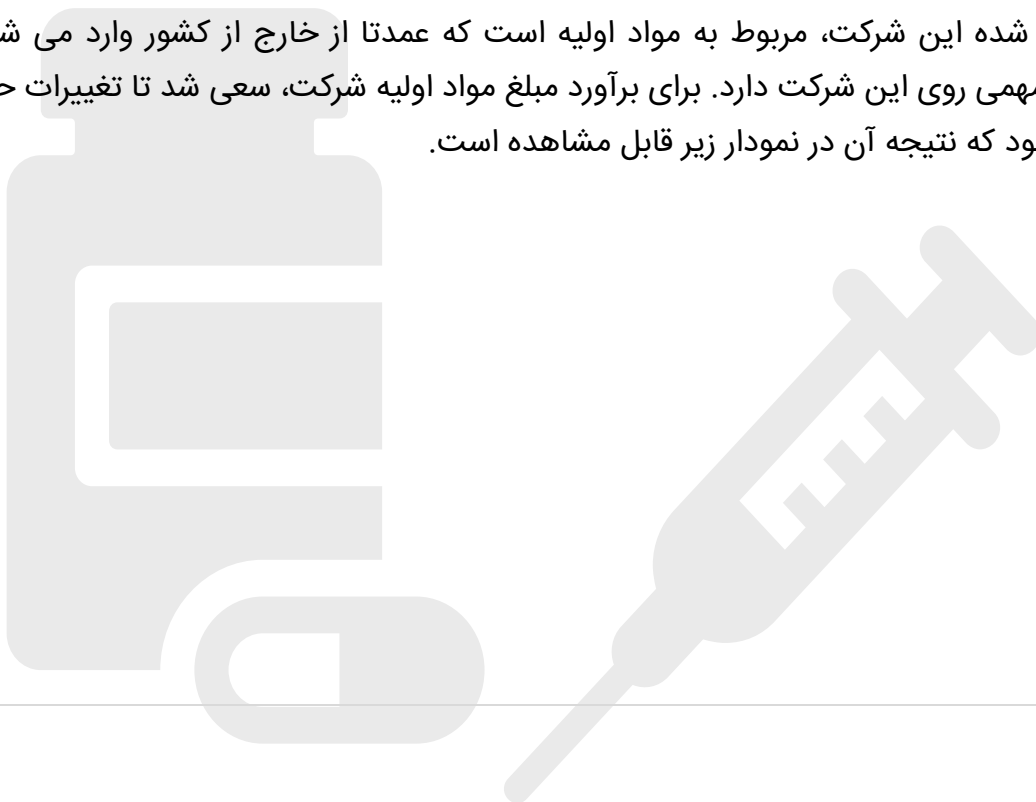 شده این شرکت، مربوط به مواد اولیه است که عمدتا از خارج از کشور وارد می
مهمی روی این شرکت دارد. برای برآورد مبلغ مواد اولیه شرکت، سعی شد تا تغییرات
که نتیجه آن در نمودار زیر قابل مشاهده است.